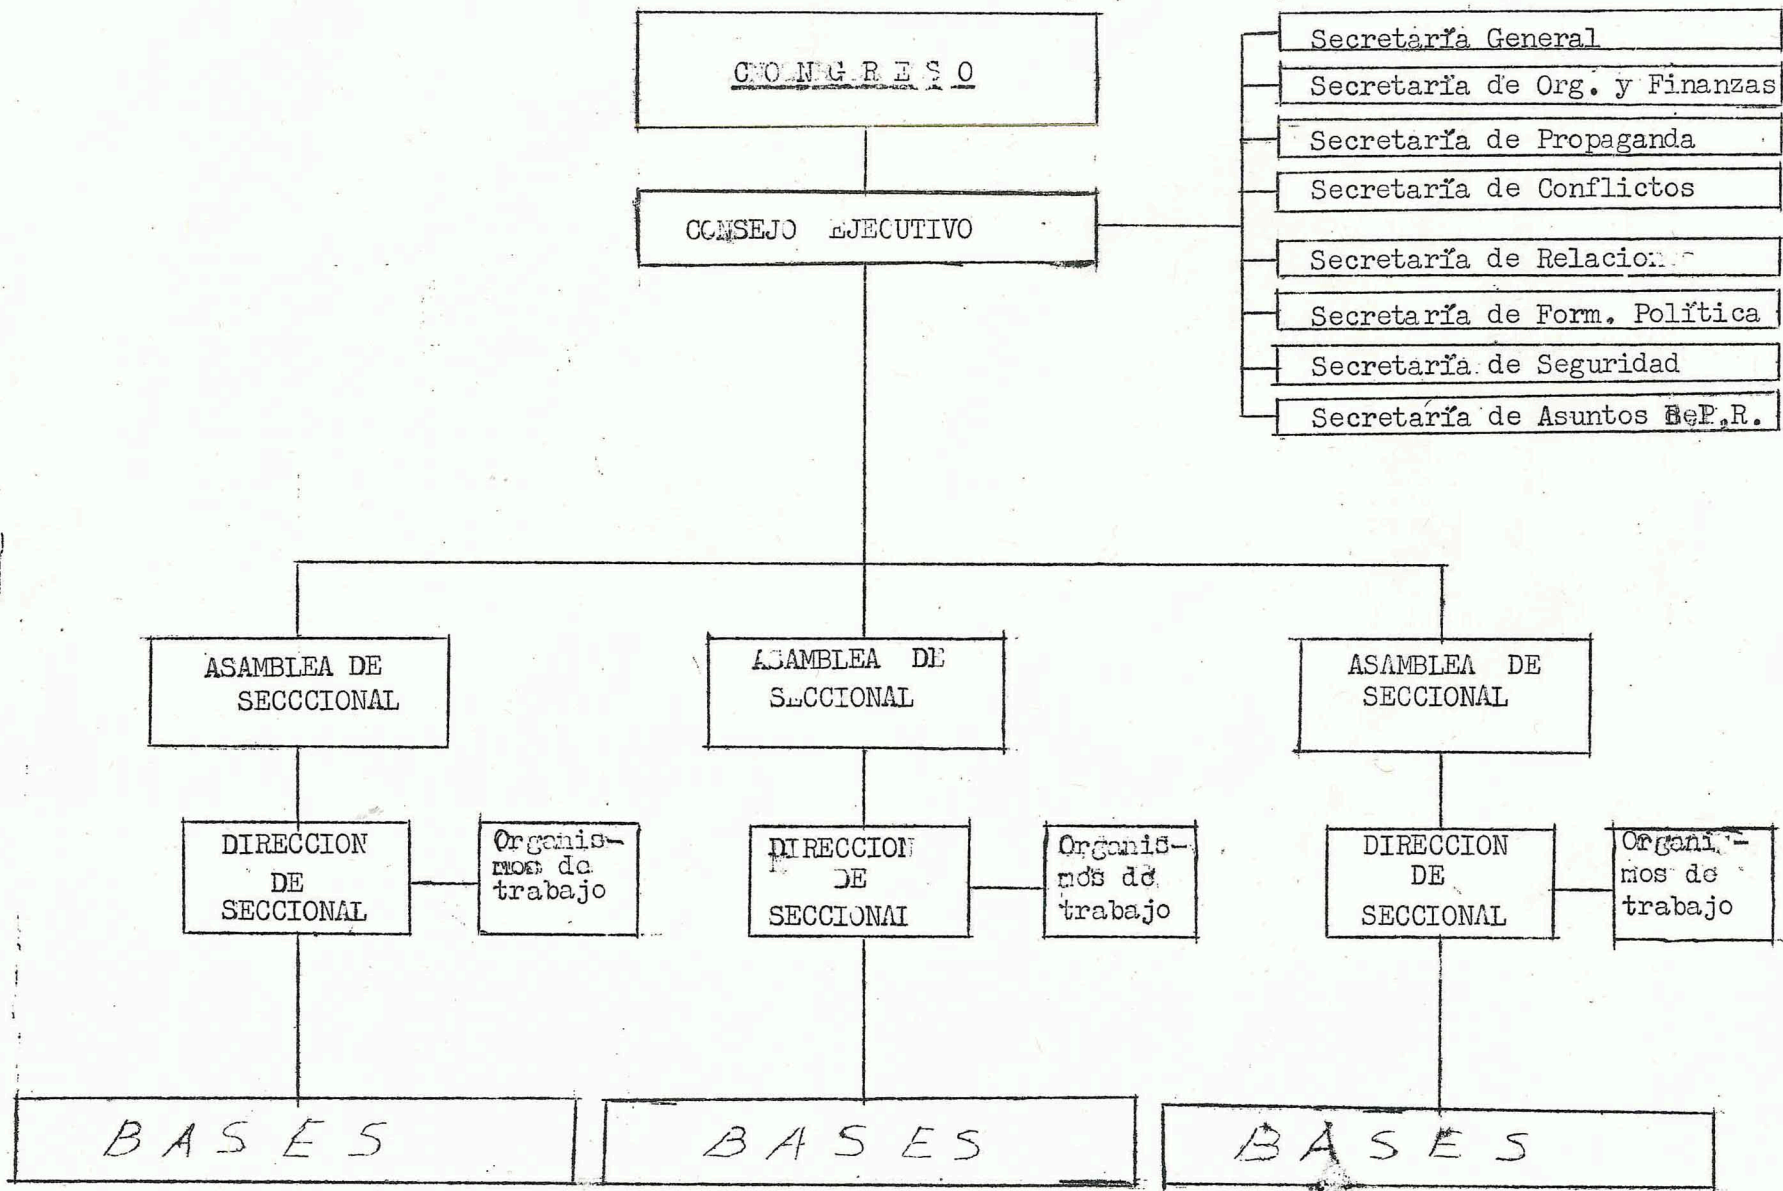 CONGRESO
CONSEJO EJECUTIVO
Secretaría General
Secretaría de Org. y Finanzas
Secretaría de Propaganda
Secretaría de Conflictos
Secretaría de
Secretaría de Form. Política
Secretaría de Seguridad
Secretaría de Asuntos
ASAMBLEA DE
SECCCIONAL
ASAMBLEA DE
SECCIONAL
ASAMBLEA DE
SECCIONAL
DIRECCION
DE
SECCIONAL
Organis-
mos de
trabajo
DIRECCION
DE
SECCIONAL
Organis-
mos de
trabajo
DIRECCION
DE
SECCIONAL
Organis-
mos de
trabajo
BASES
BASES
BASES